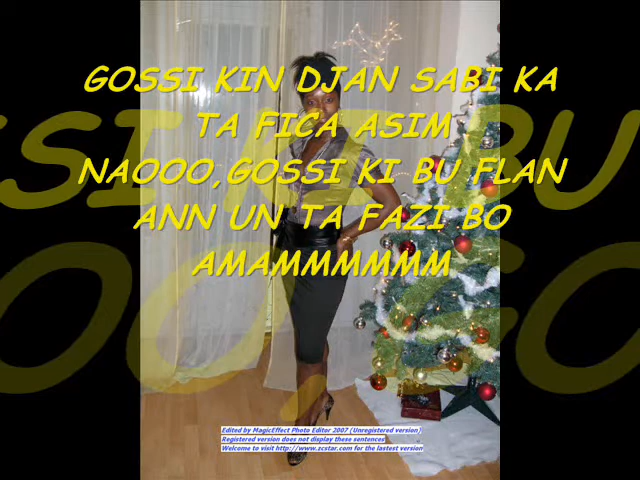 GOSSI KIN DJAN SABI KA
TA FICA ASIM
NAOOO,GOSSI KI BU FLAN
ANN UN TA FAZI BO
AMAMMMMMM
Edited by MagicEffect Photo Editor 2007 (Unregistered version)
Registered version does not display these sentences
Welcome to visit http://www.zcstar.com for the lastest version